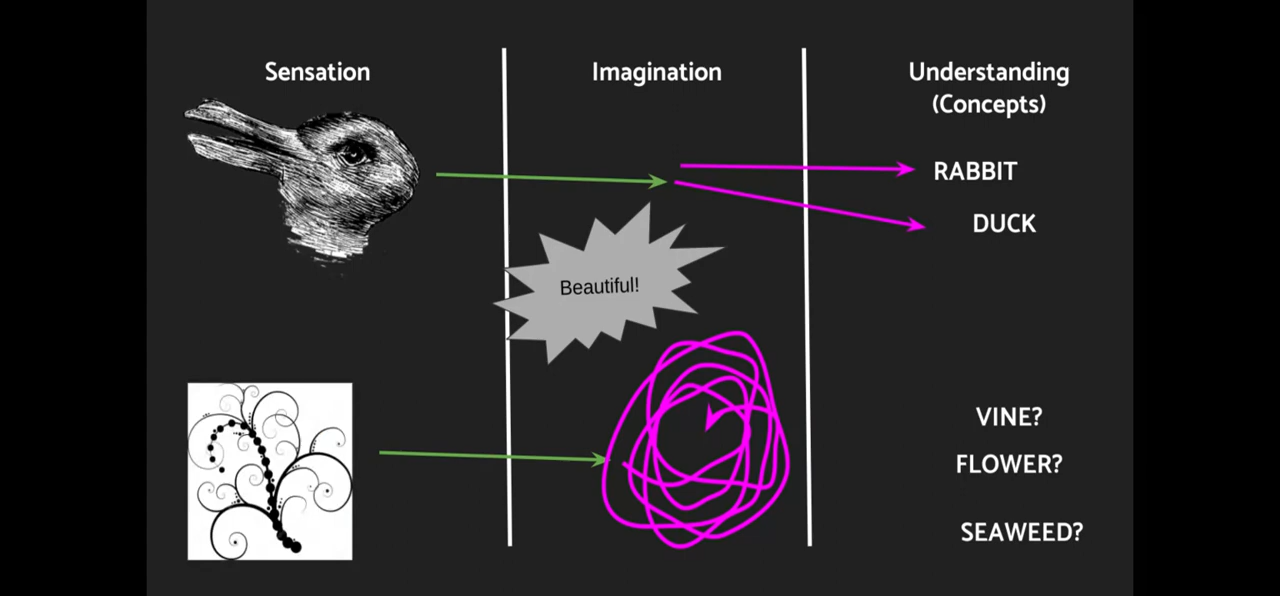 Sensation
Imagination
Understanding
(Concepts)
RABBIT
DUCK
Beautiful!
VINE?
FLOWER?
SEAWEED?